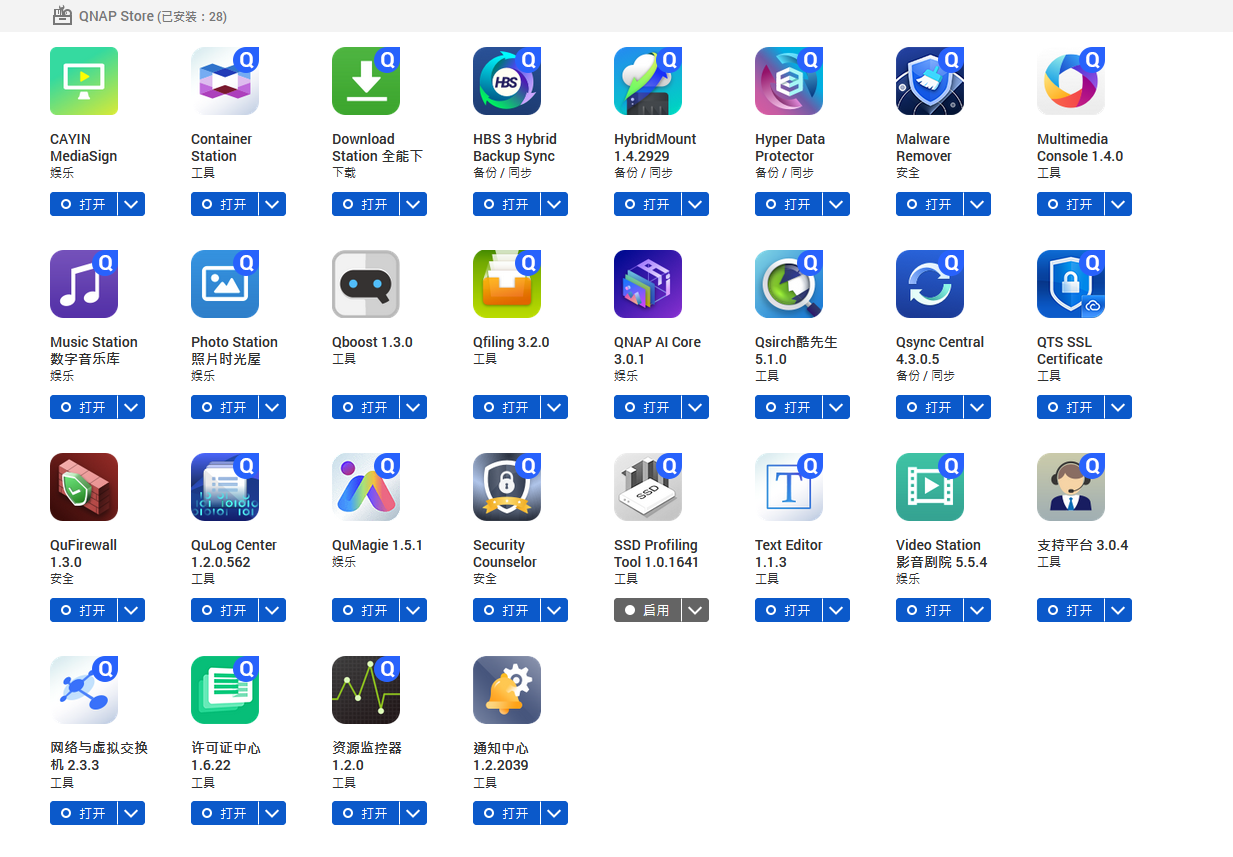 QNAP Store (已安装：28)
CAYIN
MediaSign
娱乐
打开
Container
Station
工具
打开
Download
Station 全能下
下载
打开
HBS 3 Hybrid
Backup Sync
备份 / 同步
打开
HybridMount
1.4.2929
备份 / 同步
打开
Hyper Data
Protector
备份 / 同步
打开
Malware
Remover
安全
打开
Multimedia
Console 1.4.0
工具
打开
Music Station
数字音乐库
娱乐
打开
Photo Station
照片时光屋
娱乐
打开
Qboost 1.3.0
工具
打开
Qfiling 3.2.0
工具
打开
QNAP AI Core
3.0.1
娱乐
打开
Qsirch酷先生
5.1.0
工具
打开
Qsync Central
4.3.0.5
备份 / 同步
打开
QTS SSL
Certificate
工具
打开
QuFirewall
1.3.0
安全
打开
QuLog Center
1.2.0.562
工具
打开
QuMagie 1.5.1
娱乐
打开
Security
Counselor
安全
打开
SSD Profiling
Tool 1.0.1641
工具
启用
Text Editor
1.1.3
工具
打开
Video Station
影音剧院 5.5.4
娱乐
打开
支持平台 3.0.4
工具
打开
网络与虚拟交换
机 2.3.3
工具
打开
许可证中心
1.6.22
工具
打开
资源监控器
1.2.0
工具
打开
通知中心
1.2.2039
工具
打开